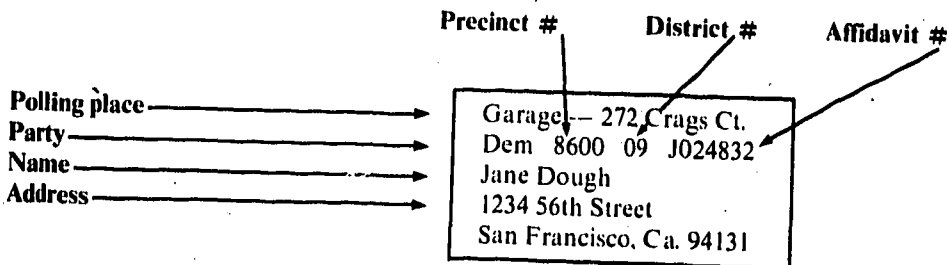 Precinct # District # Affidavit #
Polling place
Party
Name
Address
Garage -- 272 Crags Ct.
Dem 8600 09 J024832
Jane Dough
1234 56th Street
San Francisco, Ca. 94131